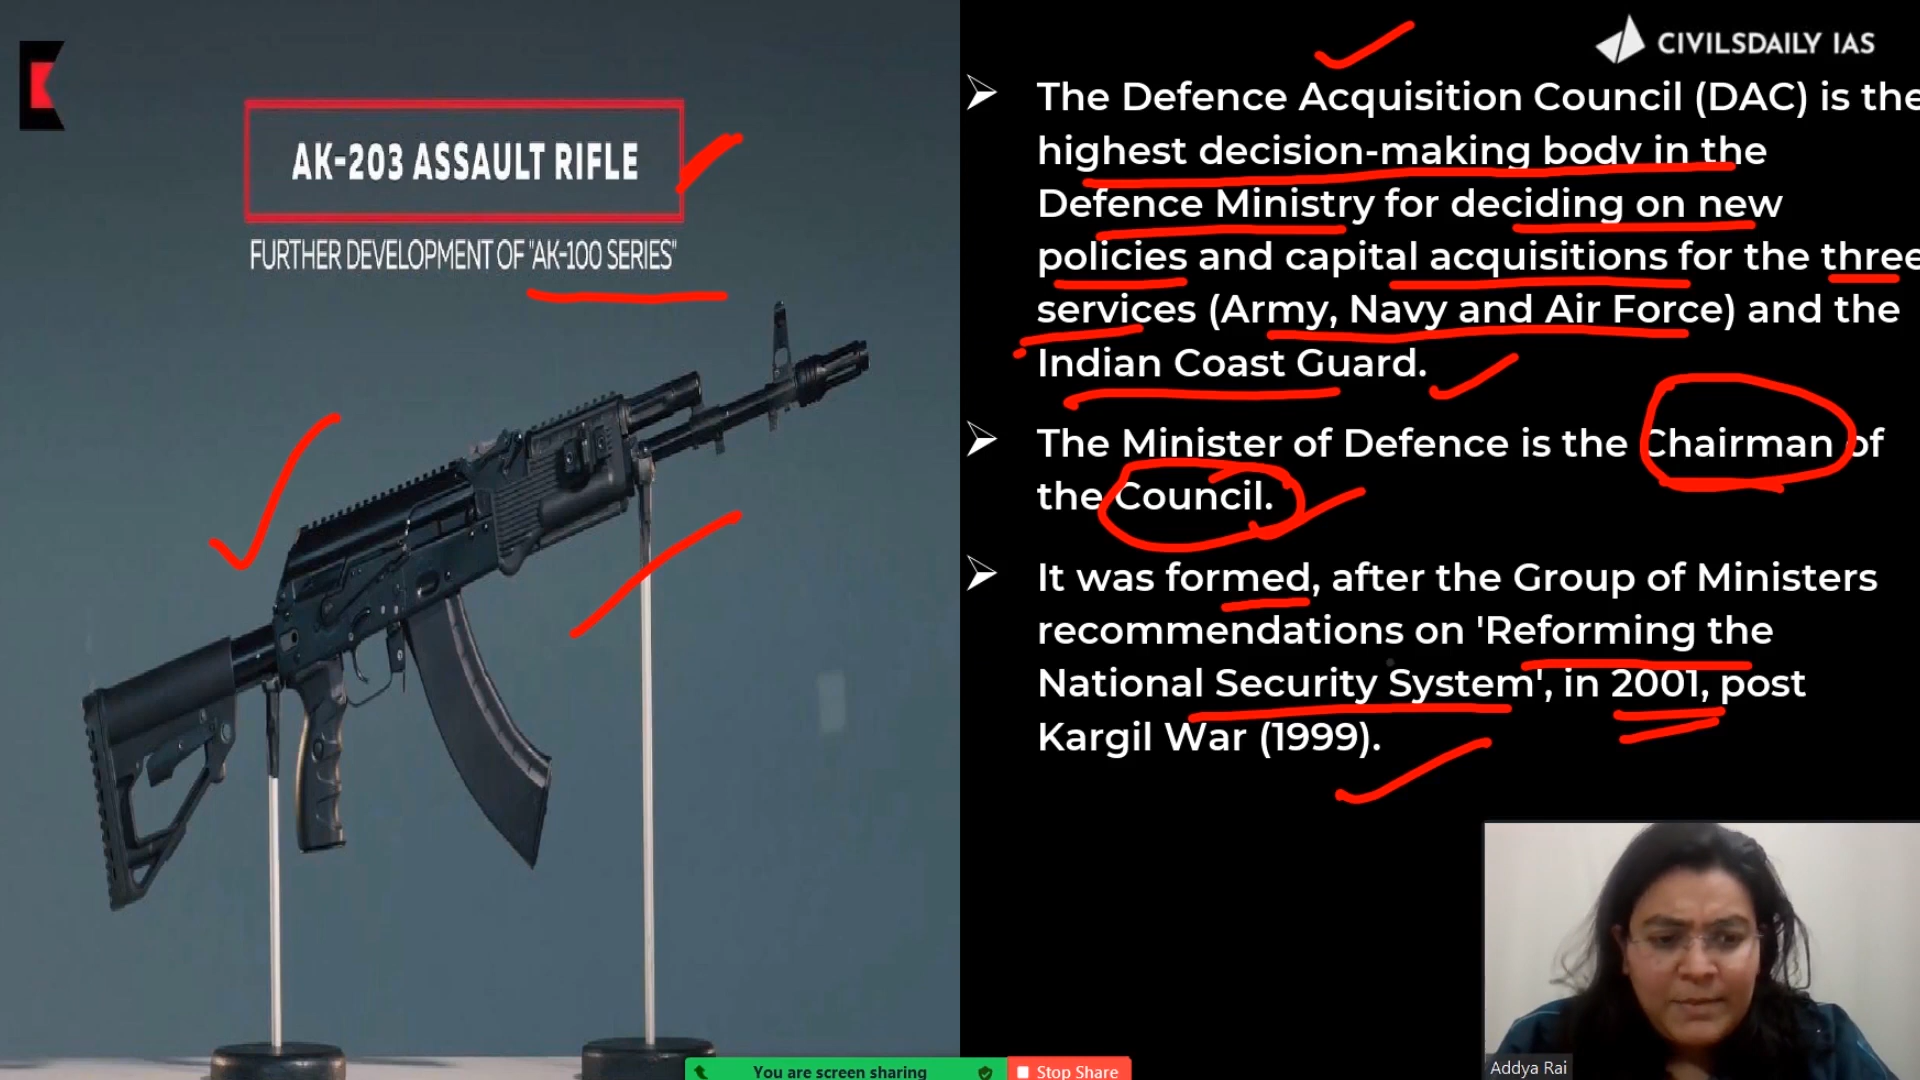 AK-203 ASSAULT RIFLE
FURTHER DEVELOPMENT OF "AK-100 SERIES"
CIVILSDAILY IAS
The Defence Acquisition Council (DAC) is the
highest decision-making body in the
Defence Ministry for deciding on new
policies and capital acquisitions for the three
services (Army, Navy and Air Force) and the
Indian Coast Guard.
The Minister of Defence is the Chairman of
the Council.
It was formed, after the Group of Ministers
recommendations on 'Reforming the
National Security System', in 2001, post
Kargil War (1999).
Addya Rai
You are screen sharing
Stop Share